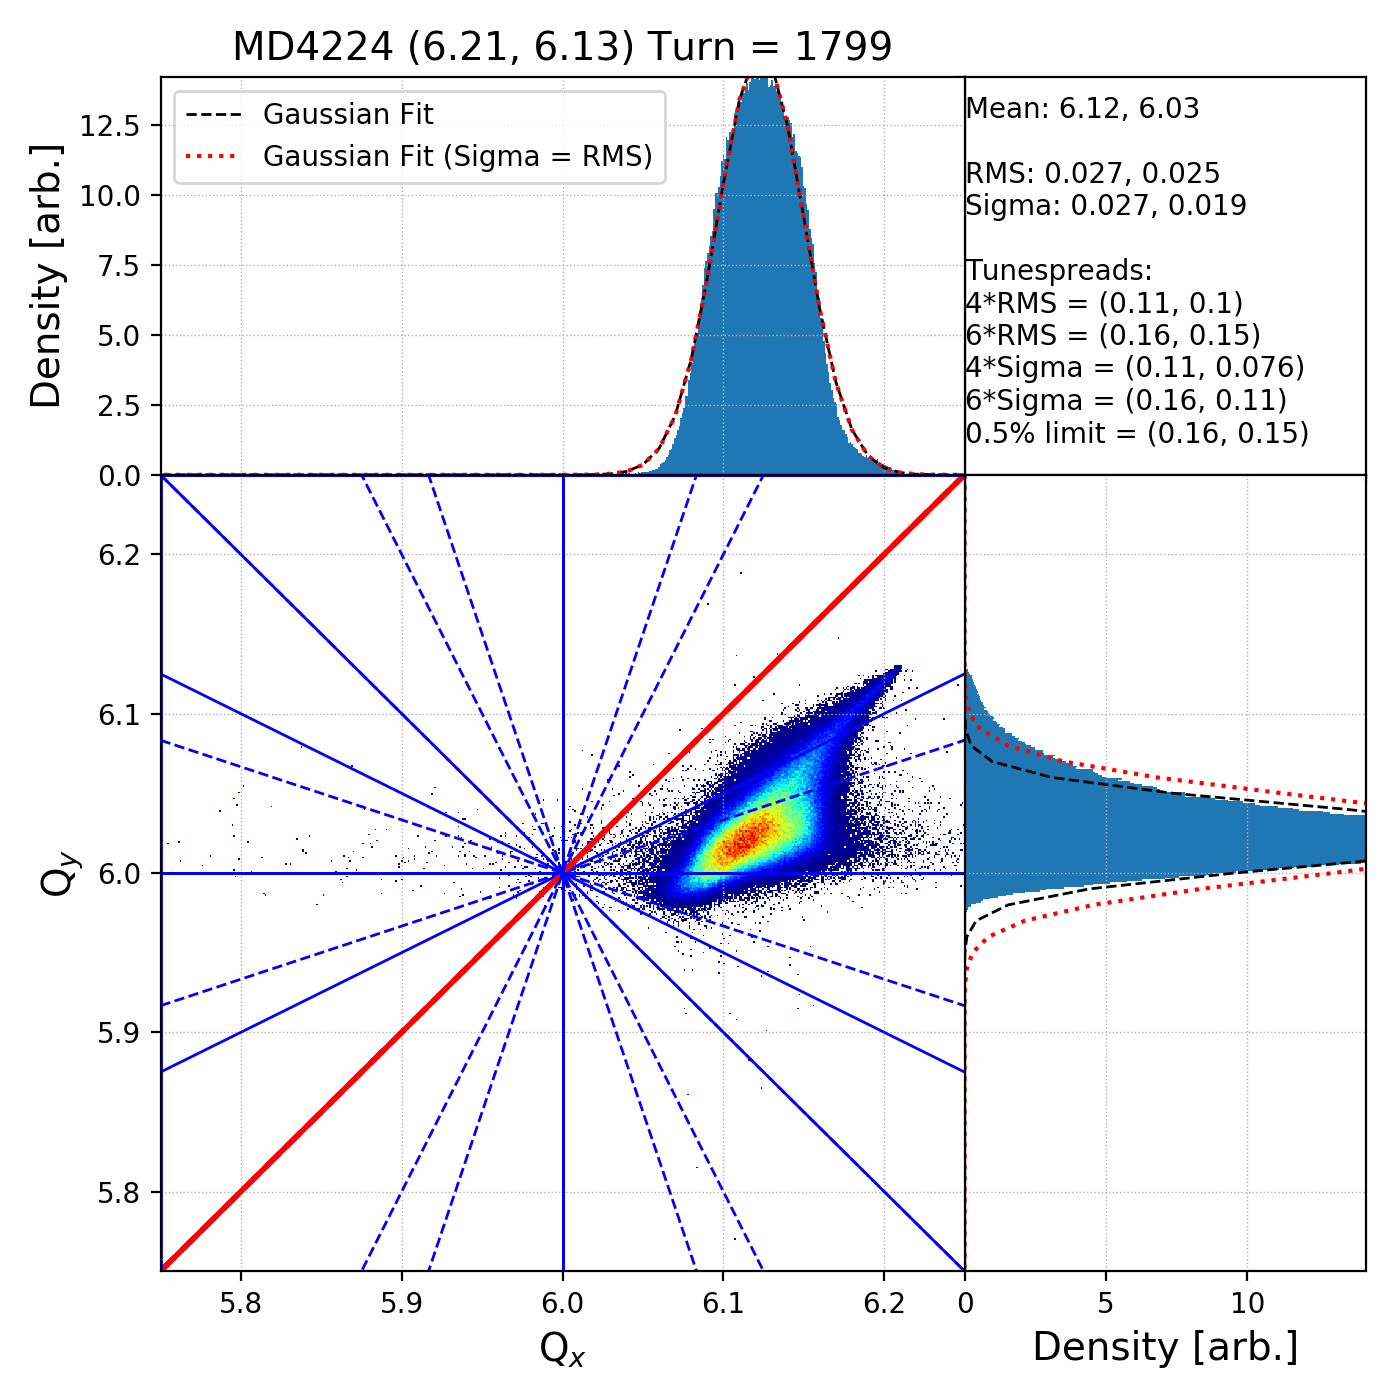 MD4224 (6.21, 6.13) Turn = 1799
Gaussian Fit
Gaussian Fit (Sigma = RMS)
Density [arb.]
12.5
10.0
7.5
5.0
2.5
0.0
Mean: 6.12, 6.03
RMS: 0.027, 0.025
Sigma: 0.027, 0.019
Tunespreads:
4*RMS = (0.11, 0.1)
6*RMS = (0.16, 0.15)
4*Sigma = (0.11, 0.076)
6*Sigma = (0.16, 0.11)
0.5% limit = (0.16, 0.15)
Qy
6.2
6.1
6.0
5.9
5.8
5.8 5.9 6.0 6.1 6.2
Qx
0 5 10
Density [arb.]